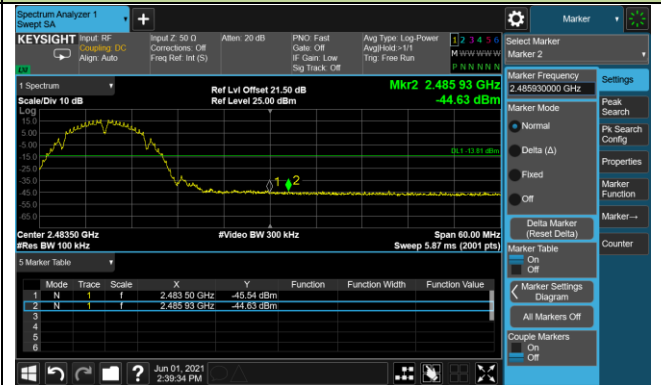 Spectrum Analyzer 1
Swept SA
+
Marker
KEYSIGHT
Input: RF
Coupling: DC
Align: Auto
Input Z: 50 Ω
Corrections: Off
Freq Ref: Int (S)
Atten: 20 dB
PNO: Fast
Gate: Off
IF Gain: Low
Sig Track: Off
Avg Type: Log-Power
Avg|Hold:>1/1
Trig: Free Run
1 2 3 4 5 6
M W W W W W
P N N N N N
Select Marker
Marker 2
LXI
1 Spectrum
Scale/Div 10 dB
Log
Ref Lvl Offset 21.50 dB
Ref Level 25.00 dBm
Mkr2 2.485 93 GHz
-44.63 dBm
15.0
5.00
-5.00
-15.0
-25.0
-35.0
-45.0
-55.0
-65.0
DL1 -13.81 dBm
1
2
Center 2.48350 GHz
#Res BW 100 kHz
#Video BW 300 kHz
Span 60.00 MHz
Sweep 5.87 ms (2001 pts)
5 Marker Table
Mode Trace Scale X Y Function Function Width Function Value
1 N 1 f 2.483 50 GHz -45.54 dBm
2 N 1 f 2.485 93 GHz -44.63 dBm
3
4
5
6
Marker Frequency
2.485930000 GHz
Marker Mode
Normal
Delta (Δ)
Fixed
Off
Delta Marker
(Reset Delta)
Marker Table
On
Off
Marker Settings
Diagram
All Markers Off
Couple Markers
On
Off
Settings
Peak
Search
Pk Search
Config
Properties
Marker
Function
Marker→
Counter
?
Jun 01, 2021
2:39:34 PM